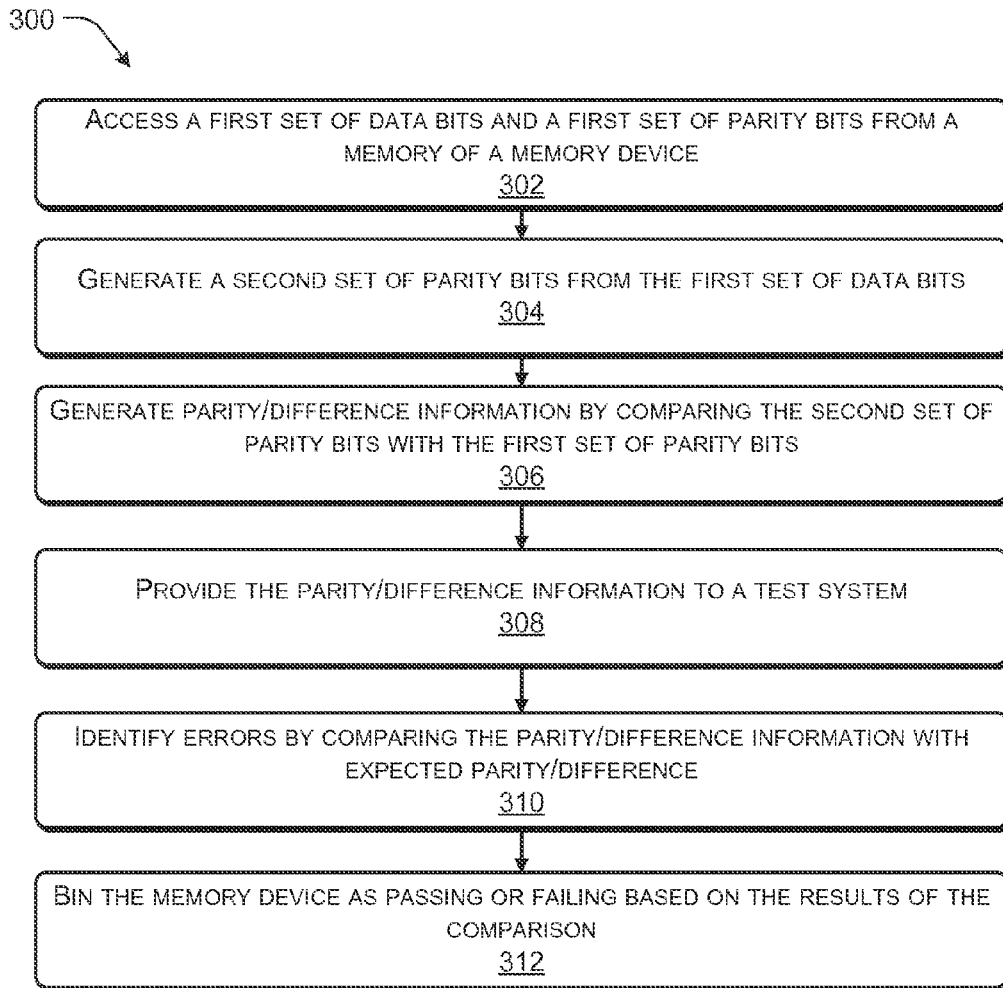 300
ACCESS A FIRST SET OF DATA BITS AND A FIRST SET OF PARITY BITS FROM A
MEMORY OF A MEMORY DEVICE
302
GENERATE A SECOND SET OF PARITY BITS FROM THE FIRST SET OF DATA BITS
304
GENERATE PARITY/DIFFERENCE INFORMATION BY COMPARING THE SECOND SET OF
PARITY BITS WITH THE FIRST SET OF PARITY BITS
306
PROVIDE THE PARITY/DIFFERENCE INFORMATION TO A TEST SYSTEM
308
IDENTIFY ERRORS BY COMPARING THE PARITY/DIFFERENCE INFORMATION WITH
EXPECTED PARITY/DIFFERENCE
310
BIN THE MEMORY DEVICE AS PASSING OR FAILING BASED ON THE RESULTS OF THE
COMPARISON
312